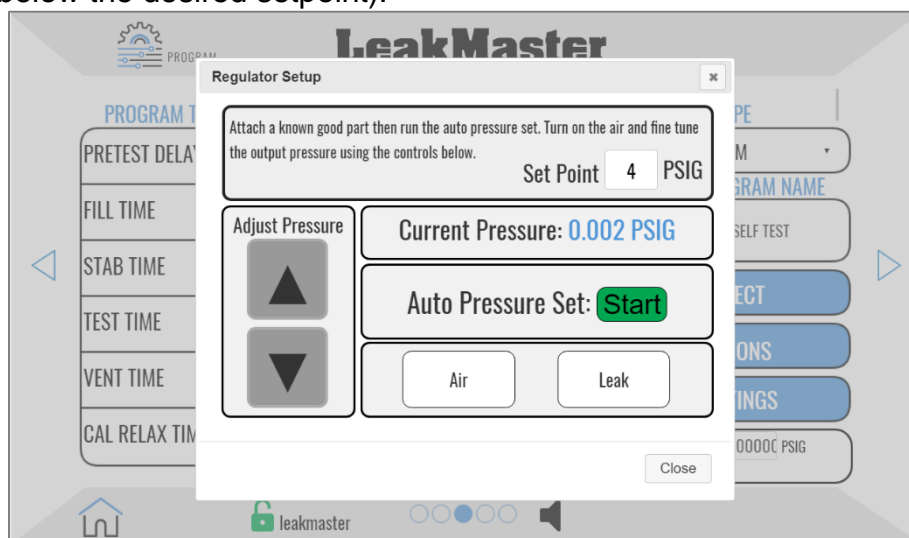 below the desired setpoint).
PROGRAM
LeakMaster
Regulator Setup
Attach a known good part then run the auto pressure set. Turn on the air and fine tune
the output pressure using the controls below.
Set Point 4 PSIG
Adjust Pressure
Current Pressure: 0.002 PSIG
Auto Pressure Set: Start
Air Leak
Close
PROGRAM T
PRETEST DELAY
FILL TIME
STAB TIME
TEST TIME
VENT TIME
CAL RELAX TIM
PE
M
GRAM NAME
SELF TEST
ECT
ONS
TINGS
PSIG
leakmaster